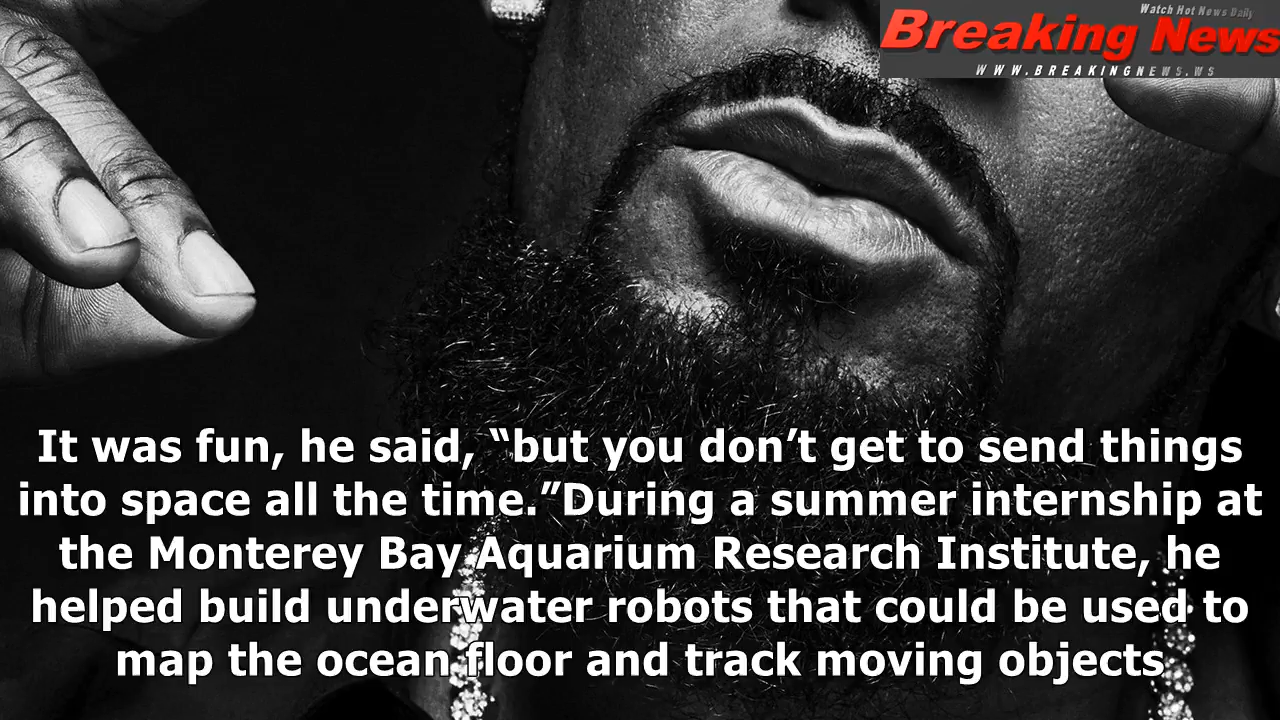 Watch Hot News Daily
Breaking News
WWW.BREAKINGNEWS.WS
It was fun, he said, “but you don’t get to send things
into space all the time.”During a summer internship at
the Monterey Bay Aquarium Research Institute, he
helped build underwater robots that could be used to
map the ocean floor and track moving objects